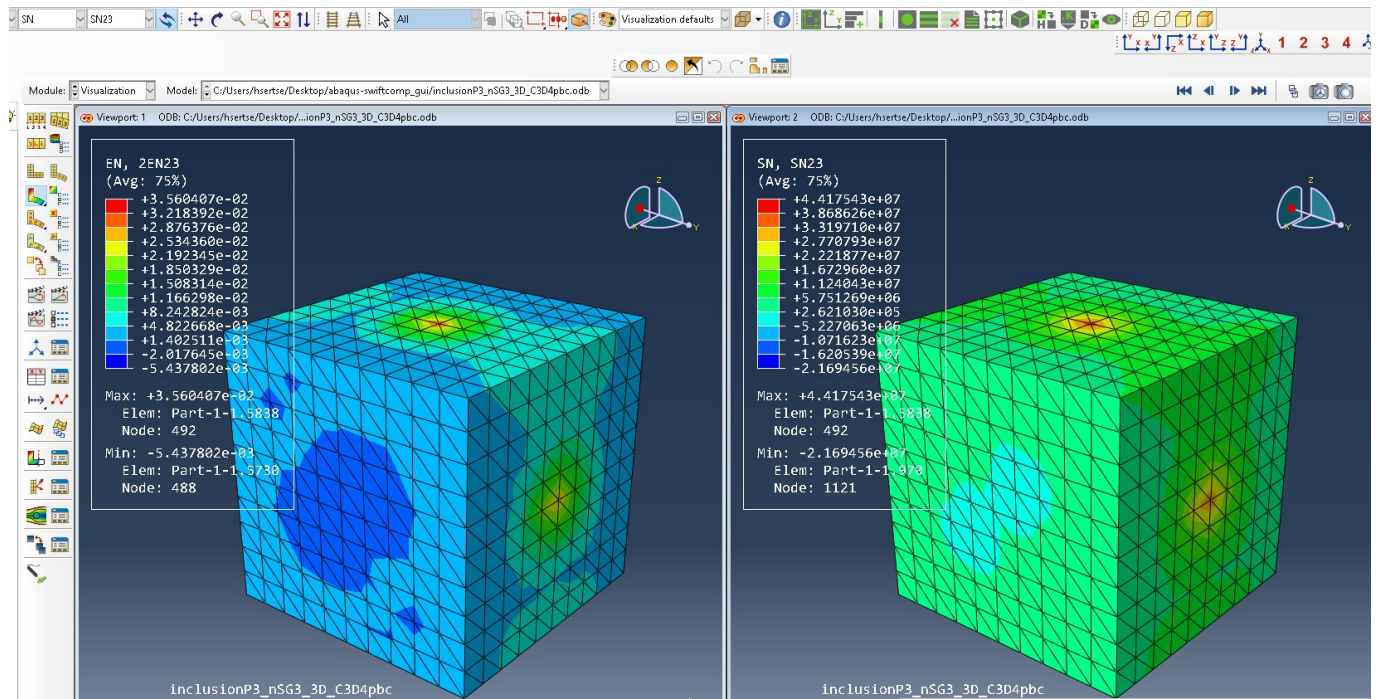 SN SN23 All Visualization defaults
1 2 3 4
Module: Visualization Model: C:/Users/hsertse/Desktop/abaqus-swiftcomp_gui/inclusionP3_nSG3_3D_C3D4pbc.odb
Viewport: 1 ODB: C:/Users/hsertse/Desktop/...ionP3_nSG3_3D_C3D4pbc.odb
EN, 2EN23
(Avg: 75%)
+3.560407e-02
+3.218392e-02
+2.876376e-02
+2.534360e-02
+2.192345e-02
+1.850329e-02
+1.508314e-02
+1.166298e-02
+8.242824e-03
+4.822668e-03
+1.402511e-03
-2.017645e-03
-5.437802e-03
Max: +3.560407e-02
Elem: Part-1-1.5838
Node: 492
Min: -5.437802e-03
Elem: Part-1-1.5730
Node: 488
Z
X
Y
inclusionP3_nSG3_3D_C3D4pbc
Viewport: 2 ODB: C:/Users/hsertse/Desktop/...ionP3_nSG3_3D_C3D4pbc.odb
SN, SN23
(Avg: 75%)
+4.417543e+07
+3.868626e+07
+3.319710e+07
+2.770793e+07
+2.221877e+07
+1.672960e+07
+1.124043e+07
+5.751269e+06
+2.621030e+05
-5.227063e+06
-1.071623e+07
-1.620539e+07
-2.169456e+07
Max: +4.417543e+07
Elem: Part-1-1.5838
Node: 492
Min: -2.169456e+07
Elem: Part-1-1.970
Node: 1121
Z
X
Y
inclusionP3_nSG3_3D_C3D4pbc